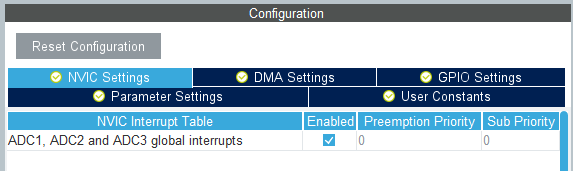 Configuration
Reset Configuration
NVIC Settings DMA Settings GPIO Settings
Parameter Settings User Constants
NVIC Interrupt Table Enabled Preemption Priority Sub Priority
ADC1, ADC2 and ADC3 global interrupts 0 0